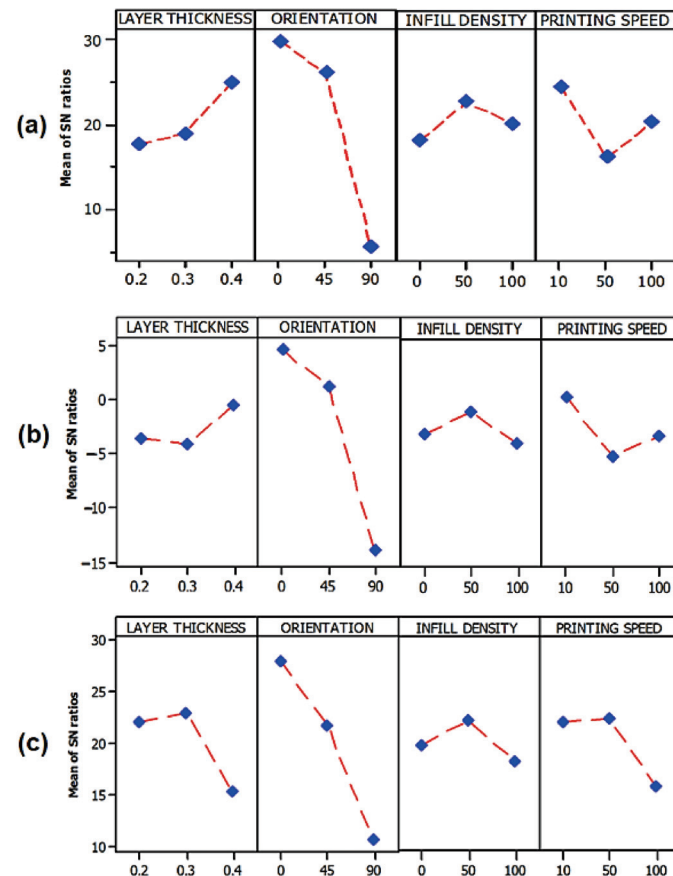 LAYER THICKNESS ORIENTATION INFILL DENSITY PRINTING SPEED
30
20
10
Mean of SN ratios
(a)
0.2 0.3 0.4 0 45 90 0 50 100 10 50 100
LAYER THICKNESS ORIENTATION INFILL DENSITY PRINTING SPEED
5
0
−5
−10
−15
Mean of SN ratios
(b)
0.2 0.3 0.4 0 45 90 0 50 100 10 50 100
LAYER THICKNESS ORIENTATION INFILL DENSITY PRINTING SPEED
30
25
20
15
10
Mean of SN ratios
(c)
0.2 0.3 0.4 0 45 90 0 50 100 10 50 100